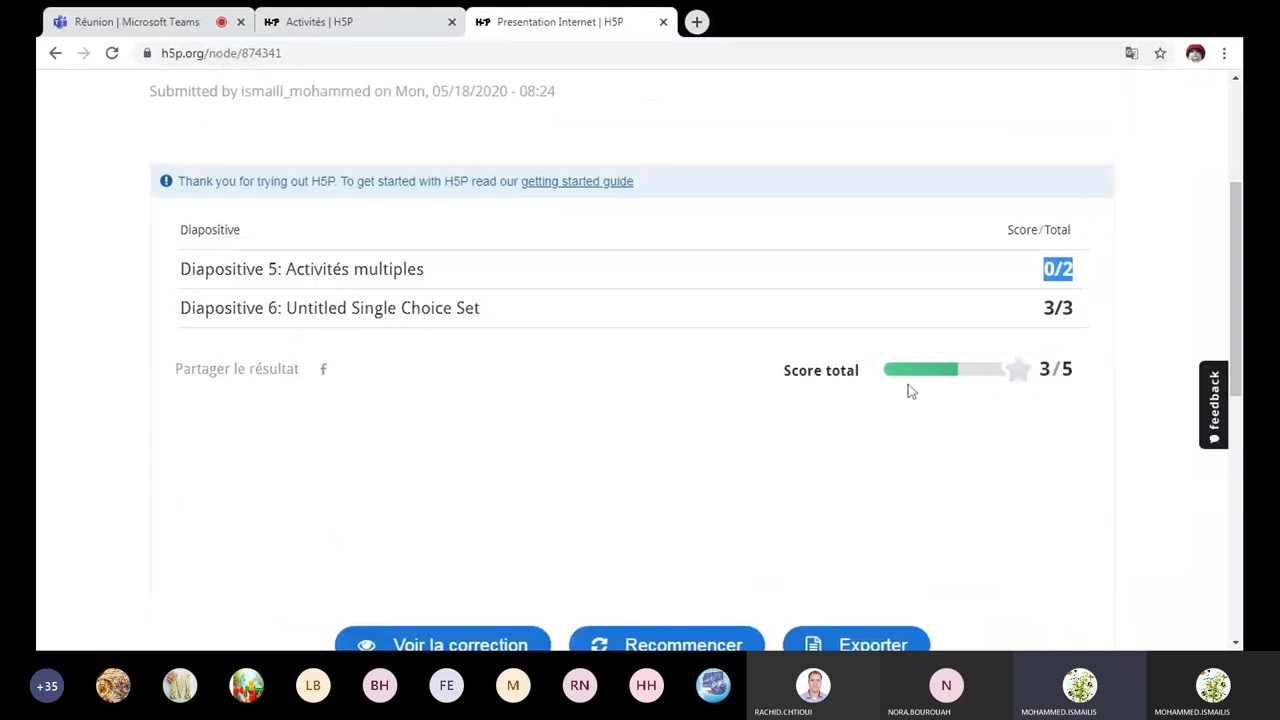 Réunion | Microsoft Teams
H-P Activités | H5P
H-P Presentation Internet | H5P
h5p.org/node/874341
Submitted by ismaili_mohammed on Mon, 05/18/2020 - 08:24
Thank you for trying out H5P. To get started with H5P read our getting started guide
Diapositive Score/Total
Diapositive 5: Activités multiples 0/2
Diapositive 6: Untitled Single Choice Set 3/3
Partager le résultat f Score total 3/5
feedback
Voir la correction Recommencer Exporter
+35 LB BH FE M RN HH N
RACHID.CHTIOUI NORA.BOUROUAH MOHAMMED.ISMAILIS MOHAMMED.ISMAILIS